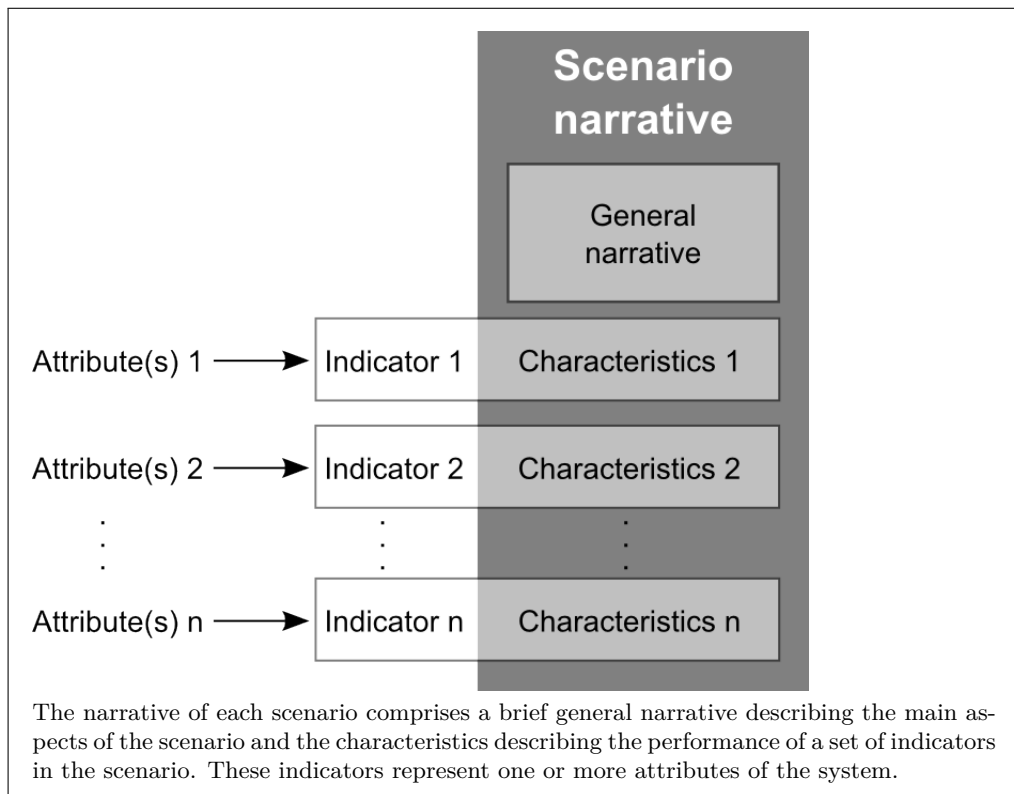 Scenario
narrative
General
narrative
Attribute(s) 1 Indicator 1 Characteristics 1
Attribute(s) 2 Indicator 2 Characteristics 2
. . .
. . .
. . .
Attribute(s) n Indicator n Characteristics n
The narrative of each scenario comprises a brief general narrative describing the main as-
pects of the scenario and the characteristics describing the performance of a set of indicators
in the scenario. These indicators represent one or more attributes of the system.